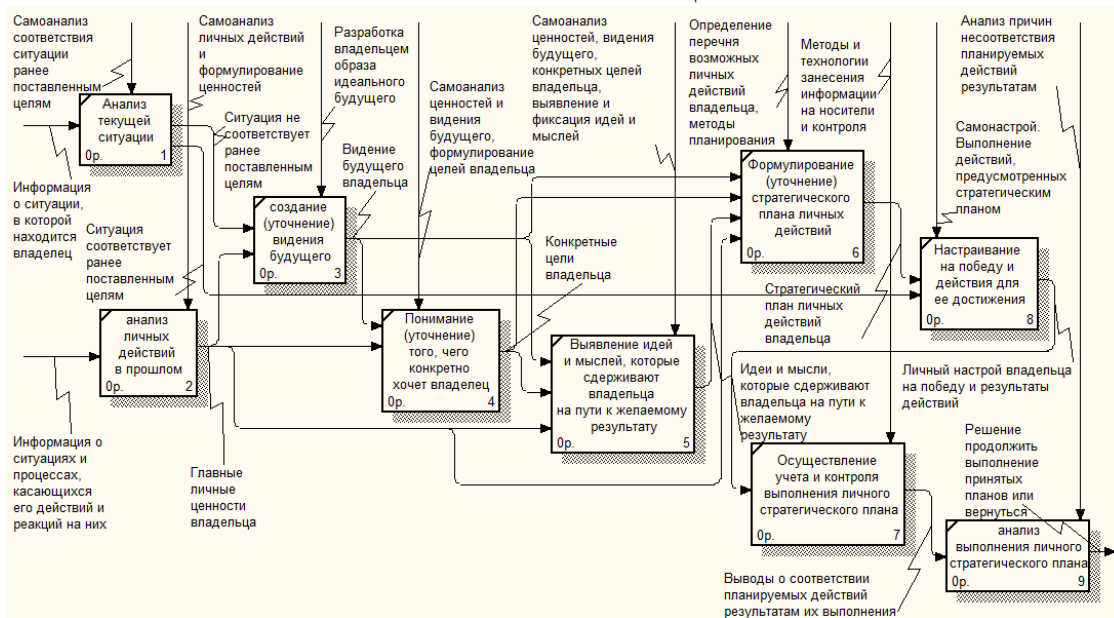 Самоанализ
соответствия
ситуации
ранее
поставленным
целям
Самоанализ
личных действий
и
формулирование
ценностей
Разработка
владельцем
образа
идеального
будущего
Самоанализ
ценностей и
видения
будущего,
формулирование
целей владельца
Самоанализ
ценностей, видения
будущего,
конкретных целей
владельца,
выявление и
фиксация идей и
мыслей
Определение
перечня
возможных
личных
действий
владельца,
методы
планирования
Методы и
технологии
занесения
информации
на носители
и контроля
Анализ причин
несоответствия
планируемых
действий
результатам
Самонастрой.
Выполнение
действий,
предусмотренных
стратегическим
планом
Анализ
текущей
ситуации
0р. 1
Ситуация не
соответствует
ранее
поставленным
целям
Видение
будущего
владельца
Информация
о ситуации,
в которой
находится
владелец
Ситуация
соответствует
ранее
поставленным
целям
создание
(уточнение)
видения
будущего
0р. 3
Формулирование
(уточнение)
стратегического
плана личных
действий
0р. 6
Конкретные
цели
владельца
Настраивание
на победу и
действия для
ее достижения
0р. 8
Стратегический
план личных
действий
владельца
анализ
личных
действий
в прошлом
0р. 2
Понимание
(уточнение)
того, чего
конкретно
хочет владелец
0р. 4
Выявление идей
и мыслей, которые
сдерживают
владельца
на пути к желаемому
результату
0р. 5
Идеи и мысли,
которые сдерживают
владельца на пути к
желаемому
результату
Личный настрой владельца
на победу и результаты
действий
Информация о
ситуациях и
процессах,
касающихся
его действий и
реакций на них
Главные
личные
ценности
владельца
Осуществление
учета и контроля
выполнения личного
стратегического плана
0р. 7
Решение
продолжить
выполнение
принятых
планов или
вернуться
анализ
выполнения личного
стратегического плана
0р. 9
Выводы о соответствии
планируемых действий
результатам их выполнения